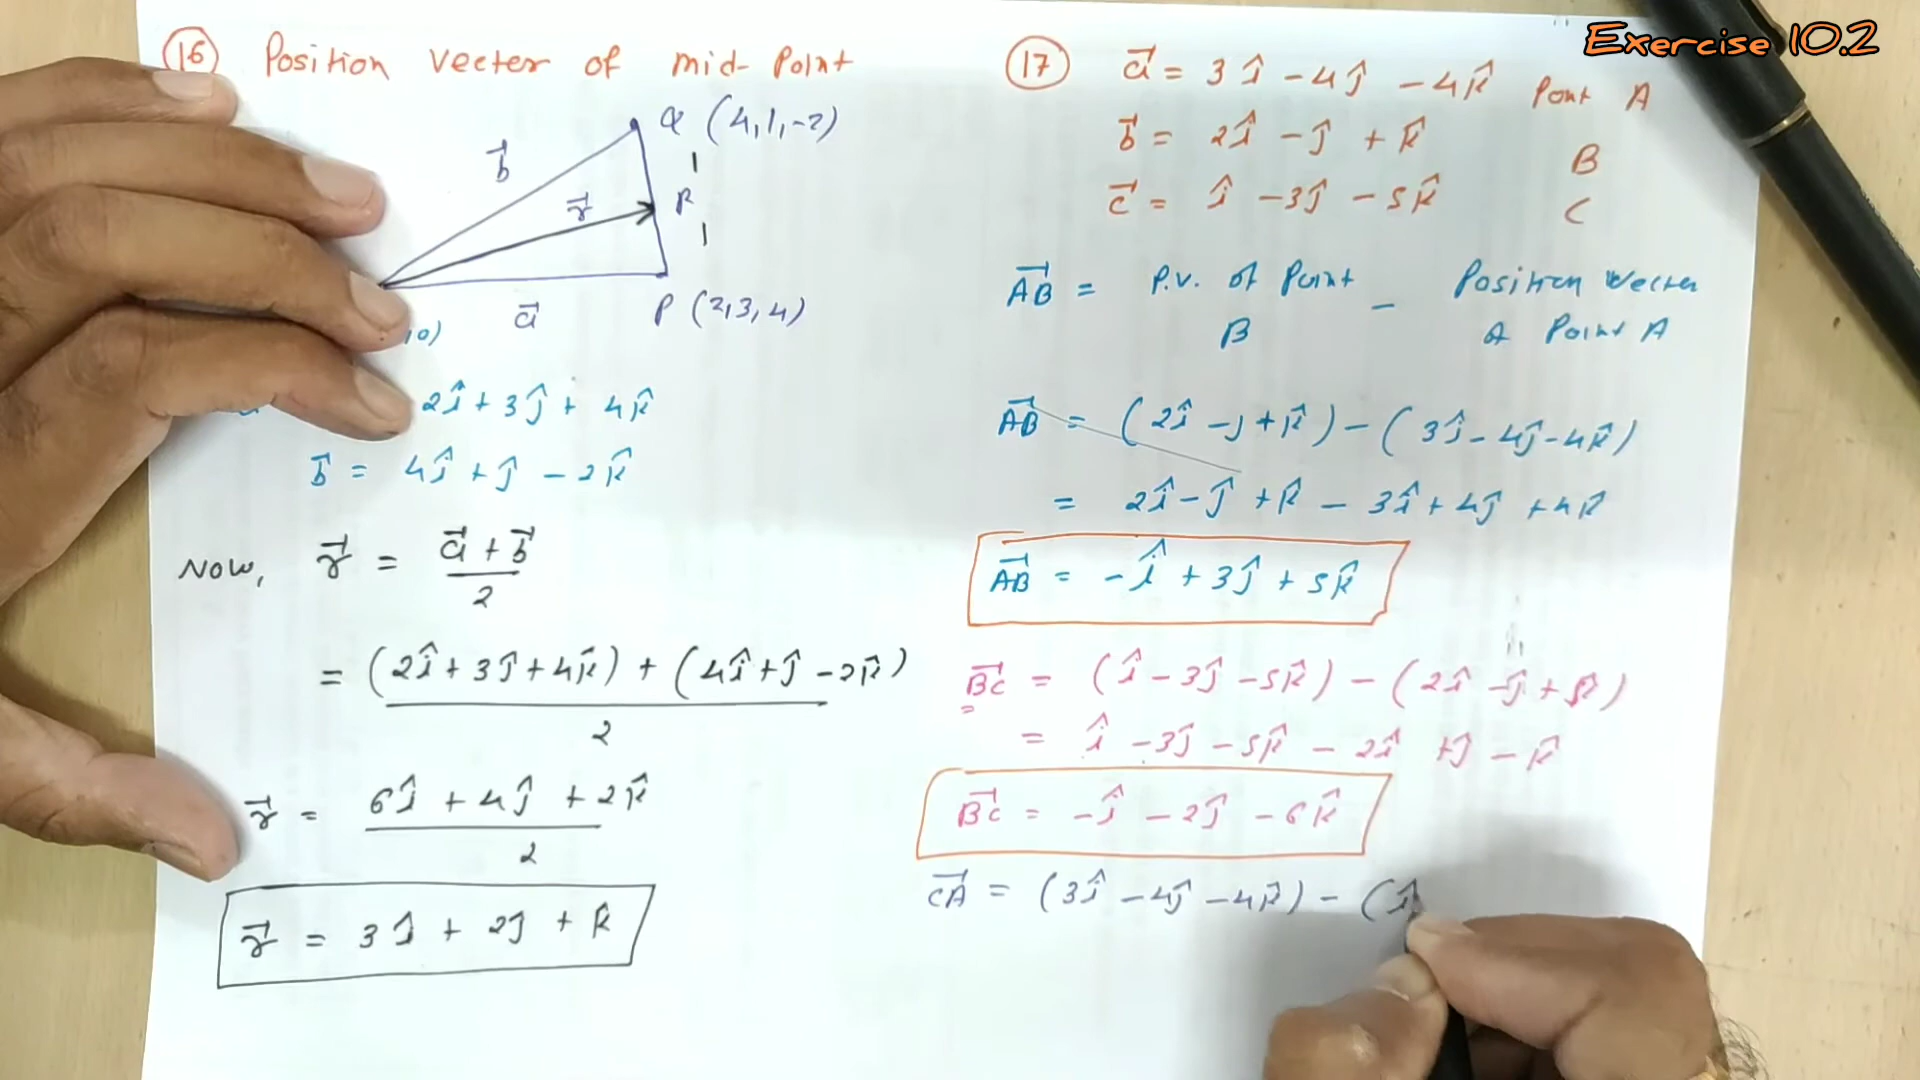 Exercise 10.2
(16) Position vector of mid-Point
Q (4,1,-2)
b⃗
1
r⃗
R
1
a⃗
P (2,3,4)
,0)
2î + 3ĵ + 4k̂
b⃗ = 4î + ĵ - 2k̂
Now, r⃗ = (a⃗ + b⃗)/2
= ((2î + 3ĵ + 4k̂) + (4î + ĵ - 2k̂))/2
r⃗ = (6î + 4ĵ + 2k̂)/2
r⃗ = 3î + 2ĵ + k̂
(17) a⃗ = 3î - 4ĵ - 4k̂ Point A
b⃗ = 2î - ĵ + k̂ B
c⃗ = î - 3ĵ - 5k̂ C
AB⃗ = P.V. of Point B - Position Vector of Point A
AB⃗ = (2î - ĵ + k̂) - (3î - 4ĵ - 4k̂)
= 2î - ĵ + k̂ - 3î + 4ĵ + 4k̂
AB⃗ = -î + 3ĵ + 5k̂
BC⃗ = (î - 3ĵ - 5k̂) - (2î - ĵ + k̂)
= î - 3ĵ - 5k̂ - 2î + ĵ - k̂
BC⃗ = -î - 2ĵ - 6k̂
CA⃗ = (3î - 4ĵ - 4k̂) - (î